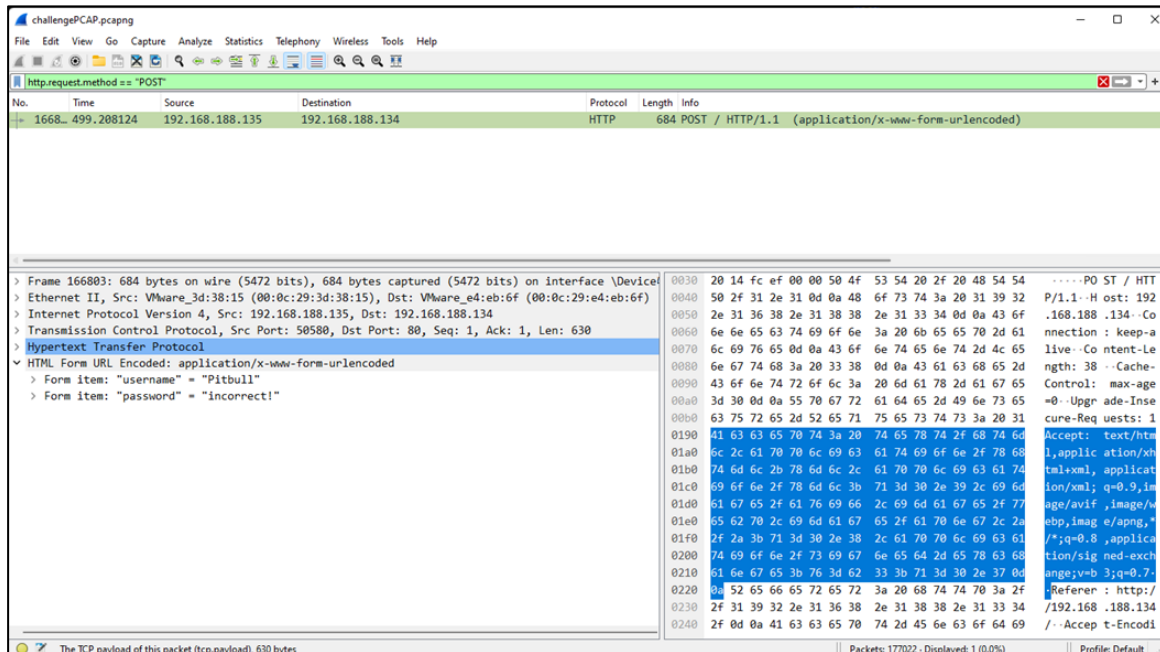 challengePCAP.pcapng
File Edit View Go Capture Analyze Statistics Telephony Wireless Tools Help
http.request.method == "POST"
No. Time Source Destination Protocol Length Info
1668… 499.208124 192.168.188.135 192.168.188.134 HTTP 684 POST / HTTP/1.1 (application/x-www-form-urlencoded)
> Frame 166803: 684 bytes on wire (5472 bits), 684 bytes captured (5472 bits) on interface \Device
> Ethernet II, Src: VMware_3d:38:15 (00:0c:29:3d:38:15), Dst: VMware_e4:eb:6f (00:0c:29:e4:eb:6f)
> Internet Protocol Version 4, Src: 192.168.188.135, Dst: 192.168.188.134
> Transmission Control Protocol, Src Port: 50580, Dst Port: 80, Seq: 1, Ack: 1, Len: 630
> Hypertext Transfer Protocol
HTML Form URL Encoded: application/x-www-form-urlencoded
> Form item: "username" = "Pitbull"
> Form item: "password" = "incorrect!"
0030 20 14 fc ef 00 00 50 4f 53 54 20 2f 20 48 54 54 ·····PO ST / HTT
0040 50 2f 31 2e 31 0d 0a 48 6f 73 74 3a 20 31 39 32 P/1.1··H ost: 192
0050 2e 31 36 38 2e 31 38 38 2e 31 33 34 0d 0a 43 6f .168.188 .134··Co
0060 6e 6e 65 63 74 69 6f 6e 3a 20 6b 65 65 70 2d 61 nnection : keep-a
0070 6c 69 76 65 0d 0a 43 6f 6e 74 65 6e 74 2d 4c 65 live··Co ntent-Le
0080 6e 67 74 68 3a 20 33 38 0d 0a 43 61 63 68 65 2d ngth: 38 ··Cache-
0090 43 6f 6e 74 72 6f 6c 3a 20 6d 61 78 2d 61 67 65 Control: max-age
00a0 3d 30 0d 0a 55 70 67 72 61 64 65 2d 49 6e 73 65 =0··Upgr ade-Inse
00b0 63 75 72 65 2d 52 65 71 75 65 73 74 73 3a 20 31 cure-Req uests: 1
0190 41 63 63 65 70 74 3a 20 74 65 78 74 2f 68 74 6d Accept: text/htm
01a0 6c 2c 61 70 70 6c 69 63 61 74 69 6f 6e 2f 78 68 l,applic ation/xh
01b0 74 6d 6c 2b 78 6d 6c 2c 61 70 70 6c 69 63 61 74 tml+xml, applicat
01c0 69 6f 6e 2f 78 6d 6c 3b 71 3d 30 2e 39 2c 69 6d ion/xml; q=0.9,im
01d0 61 67 65 2f 61 76 69 66 2c 69 6d 61 67 65 2f 77 age/avif ,image/w
01e0 65 62 70 2c 69 6d 61 67 65 2f 61 70 6e 67 2c 2a ebp,imag e/apng,*
01f0 2f 2a 3b 71 3d 30 2e 38 2c 61 70 70 6c 69 63 61 /*;q=0.8 ,applica
0200 74 69 6f 6e 2f 73 69 67 6e 65 64 2d 65 78 63 68 tion/sig ned-exch
0210 61 6e 67 65 3b 76 3d 62 33 3b 71 3d 30 2e 37 0d ange;v=b 3;q=0.7·
0220 0a 52 65 66 65 72 65 72 3a 20 68 74 74 70 3a 2f ·Referer : http:/
0230 2f 31 39 32 2e 31 36 38 2e 31 38 38 2e 31 33 34 /192.168 .188.134
0240 2f 0d 0a 41 63 63 65 70 74 2d 45 6e 63 6f 64 69 /··Accep t-Encodi
The TCP payload of this packet (tcp.payload), 630 bytes
Packets: 177022 · Displayed: 1 (0.0%)
Profile: Default